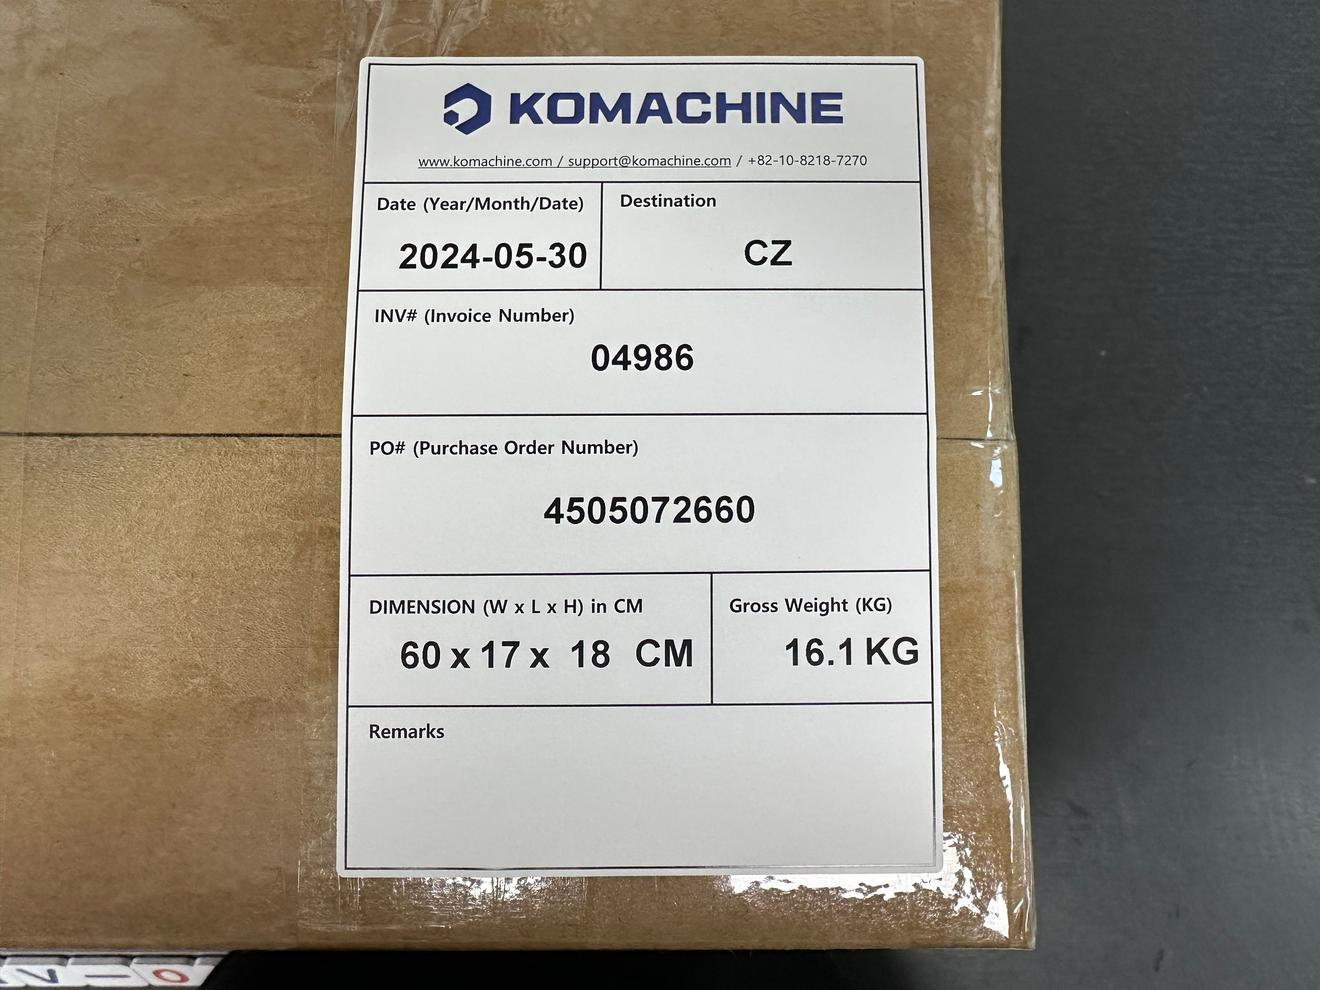 KOMACHINE
www.komachine.com / support@komachine.com / +82-10-8218-7270
Date (Year/Month/Date)
2024-05-30
Destination
CZ
INV# (Invoice Number)
04986
PO# (Purchase Order Number)
4505072660
DIMENSION (W x L x H) in CM
60 x 17 x 18 CM
Gross Weight (KG)
16.1 KG
Remarks